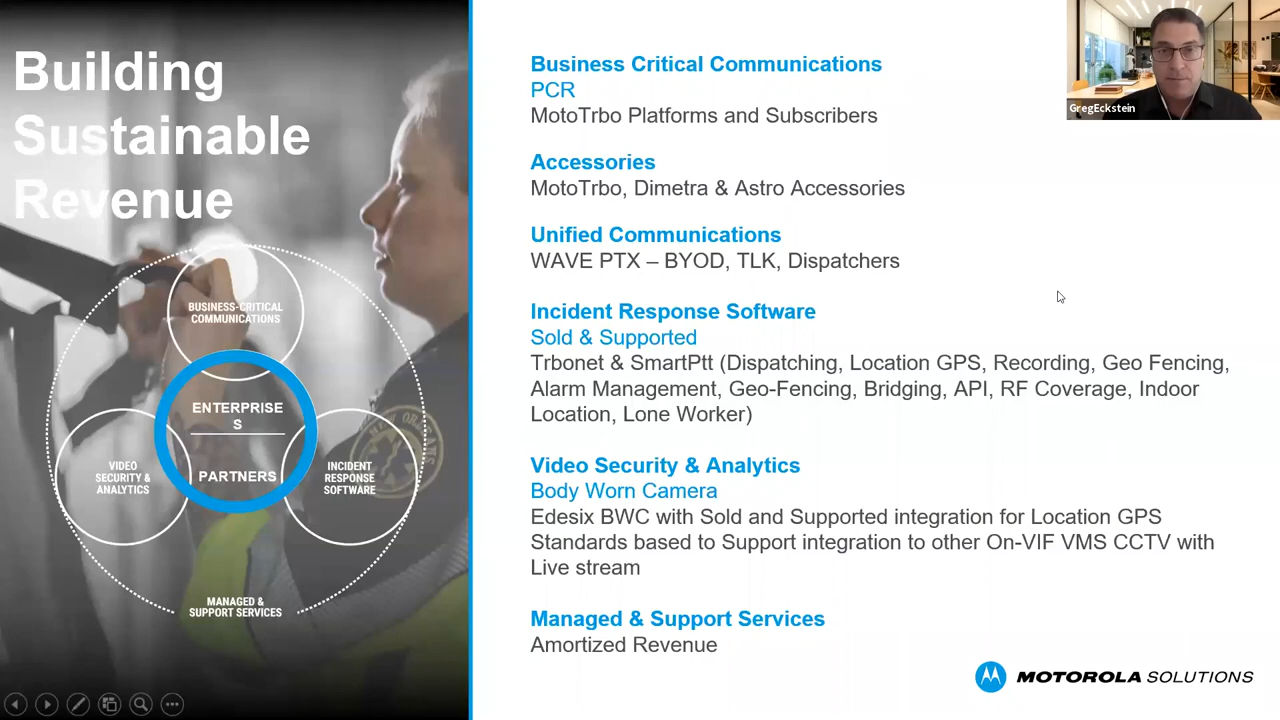 Building
Sustainable
Revenue
BUSINESS-CRITICAL
COMMUNICATIONS
ENTERPRISE
S
PARTNERS
VIDEO
SECURITY &
ANALYTICS
INCIDENT
RESPONSE
SOFTWARE
MANAGED &
SUPPORT SERVICES
Business Critical Communications
PCR
MotoTrbo Platforms and Subscribers
Accessories
MotoTrbo, Dimetra & Astro Accessories
Unified Communications
WAVE PTX – BYOD, TLK, Dispatchers
Incident Response Software
Sold & Supported
Trbonet & SmartPtt (Dispatching, Location GPS, Recording, Geo Fencing,
Alarm Management, Geo-Fencing, Bridging, API, RF Coverage, Indoor
Location, Lone Worker)
Video Security & Analytics
Body Worn Camera
Edesix BWC with Sold and Supported integration for Location GPS
Standards based to Support integration to other On-VIF VMS CCTV with
Live stream
Managed & Support Services
Amortized Revenue
MOTOROLA SOLUTIONS
GregEckstein